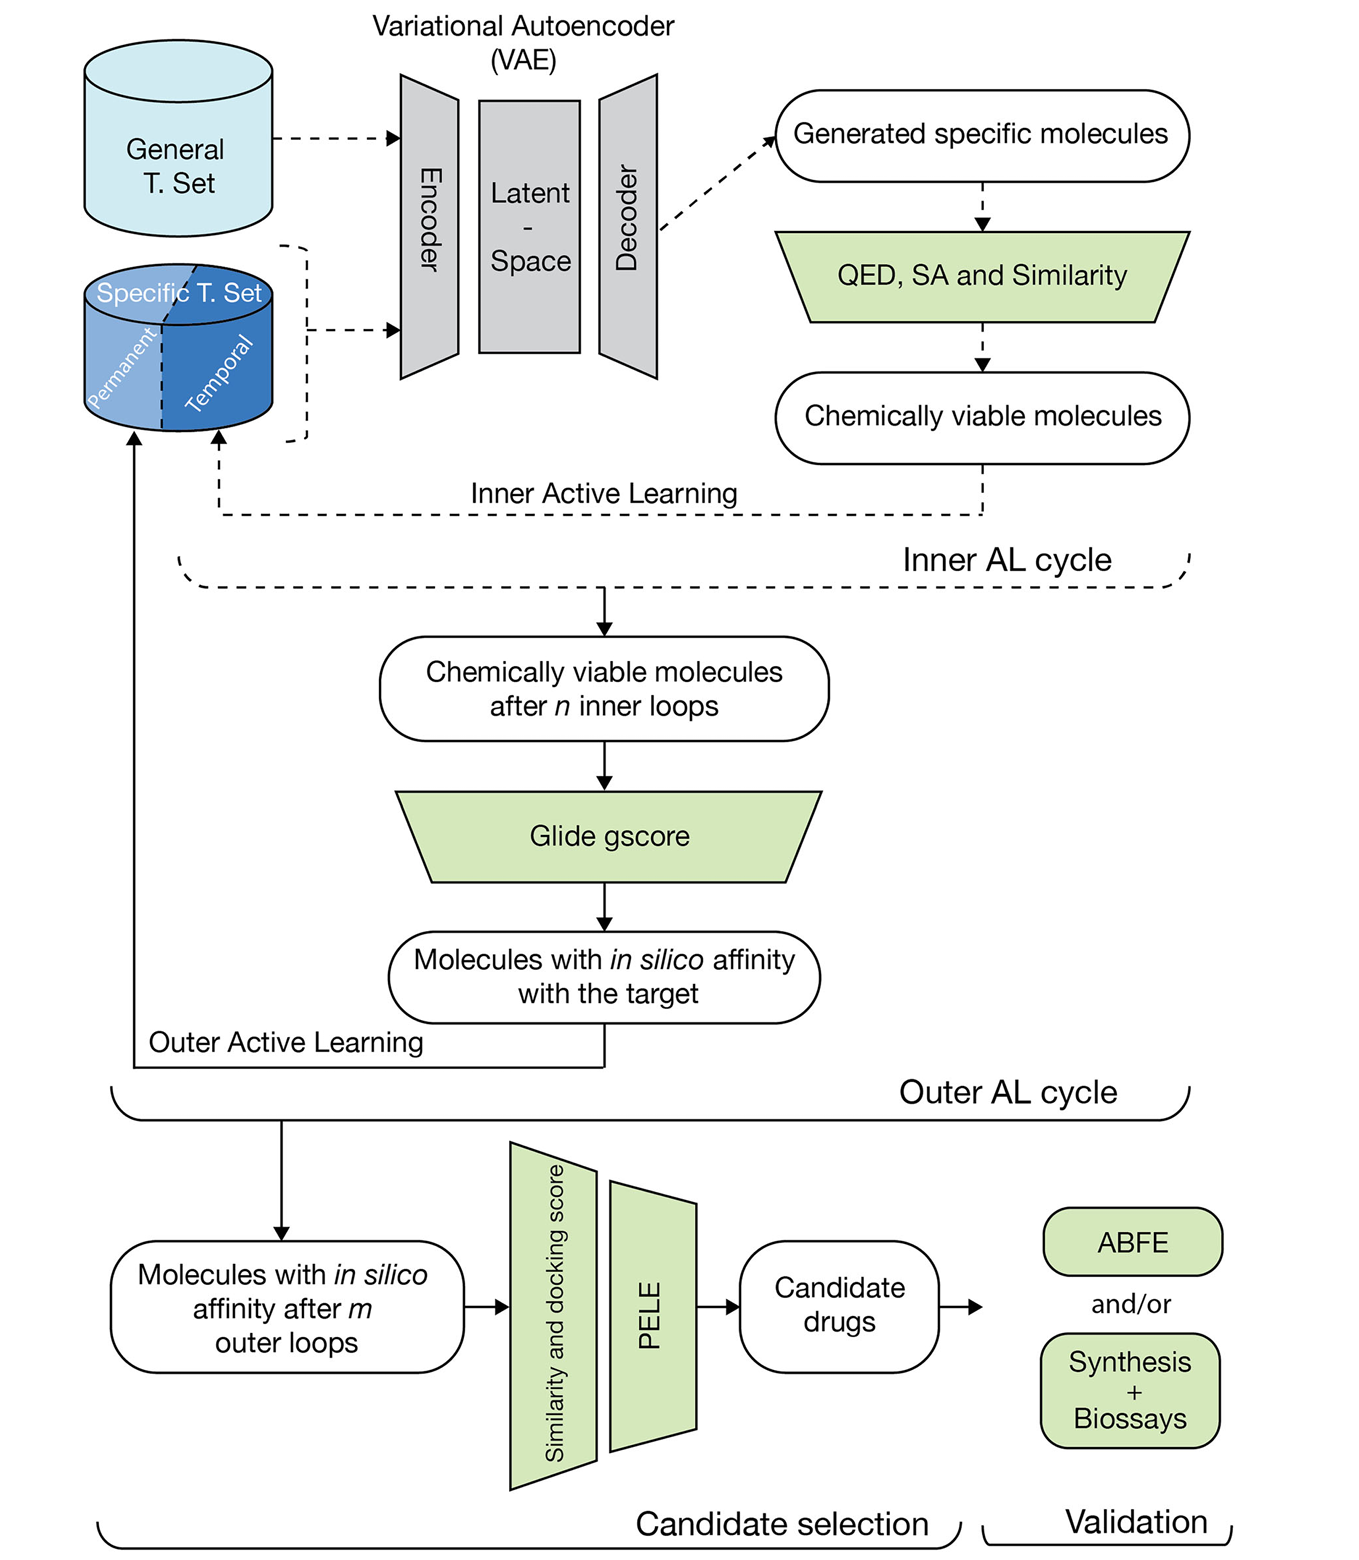 Variational Autoencoder
(VAE)
General
T. Set
Encoder
Latent
-
Space
Decoder
Generated specific molecules
Specific T. Set
Permanent
Temporal
QED, SA and Similarity
Chemically viable molecules
Inner Active Learning
Inner AL cycle
Chemically viable molecules
after n inner loops
Glide gscore
Molecules with in silico affinity
with the target
Outer Active Learning
Outer AL cycle
Molecules with in silico
affinity after m
outer loops
Similarity and docking score
PELE
Candidate
drugs
ABFE
and/or
Synthesis
+
Biossays
Candidate selection
Validation